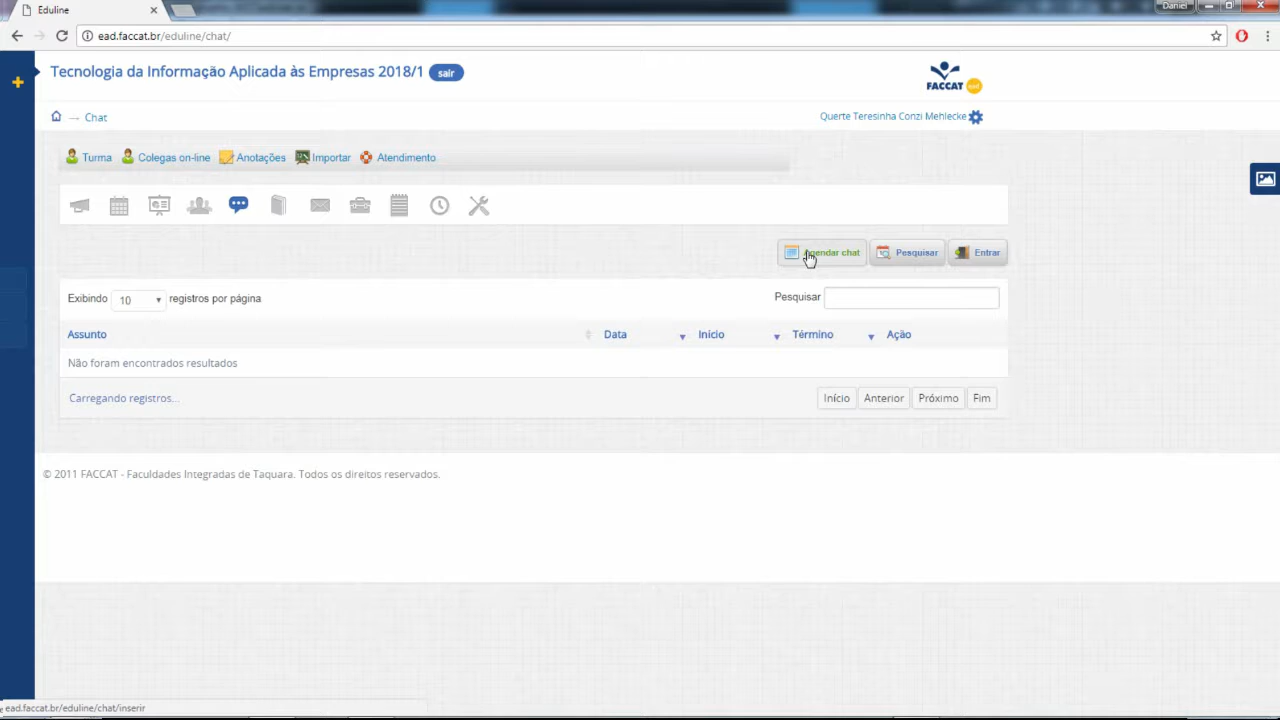 Eduline
Daniel
ead.faccat.br/eduline/chat/
Tecnologia da Informação Aplicada às Empresas 2018/1 sair
FACCAT ead
Chat
Querte Teresinha Conzi Mehlecke
Turma Colegas on-line Anotações Importar Atendimento
Agendar chat Pesquisar Entrar
Exibindo 10 registros por página Pesquisar
Assunto Data Início Término Ação
Não foram encontrados resultados
Carregando registros... Início Anterior Próximo Fim
© 2011 FACCAT - Faculdades Integradas de Taquara. Todos os direitos reservados.
ead.faccat.br/eduline/chat/inserir